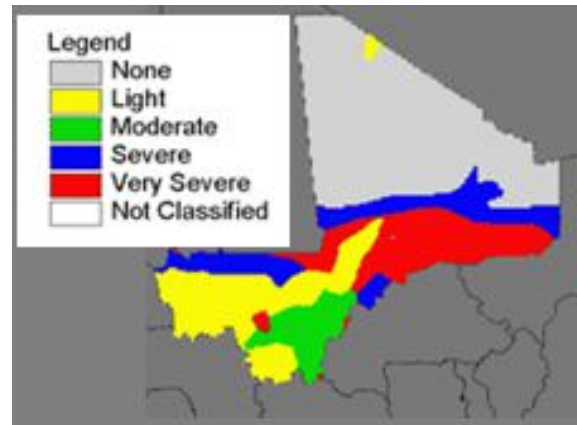 Legend
None
Light
Moderate
Severe
Very Severe
Not Classified